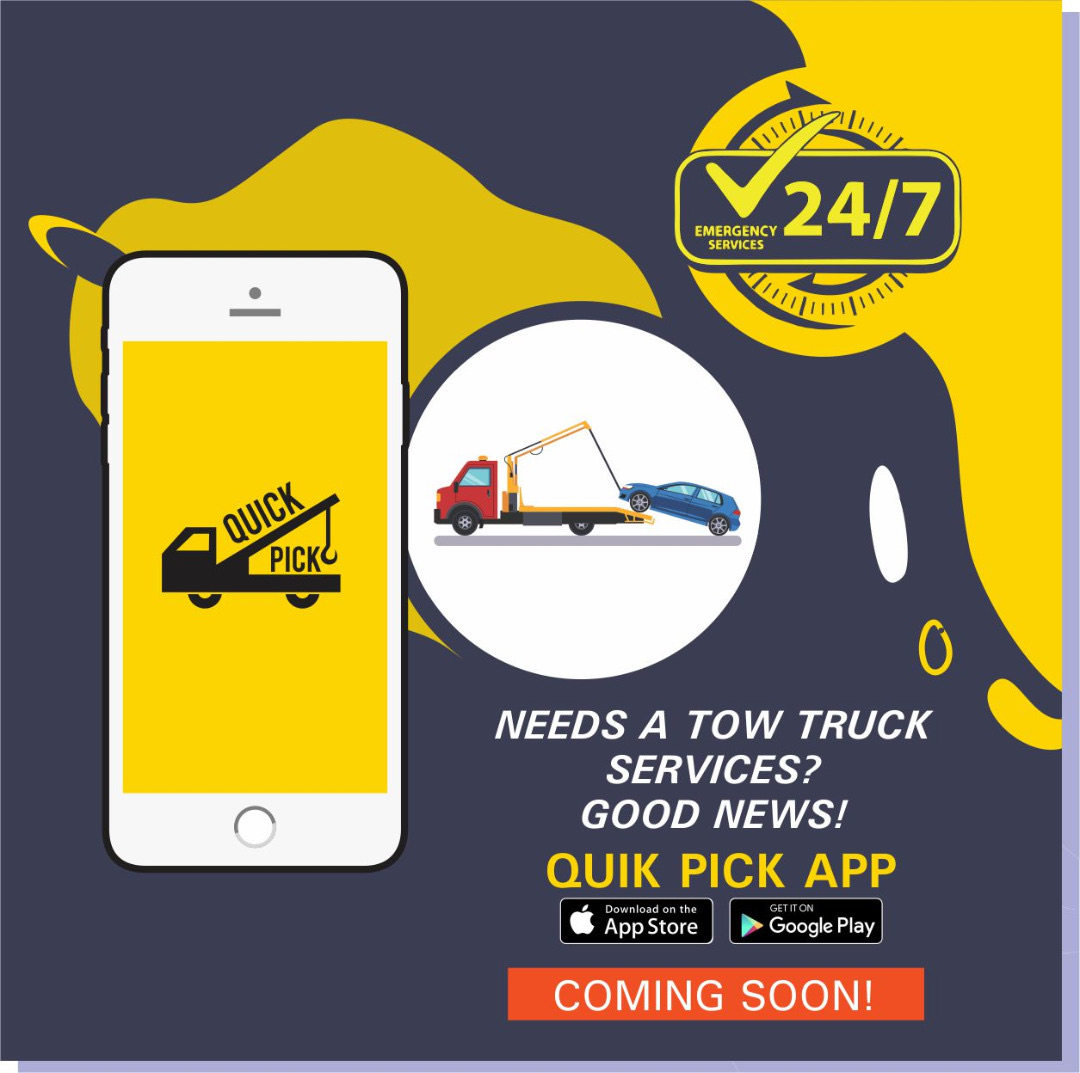 EMERGENCY
SERVICES
24/7
QUICK
PICK
NEEDS A TOW TRUCK
SERVICES?
GOOD NEWS!
QUIK PICK APP
Download on the
App Store
GET IT ON
Google Play
COMING SOON!